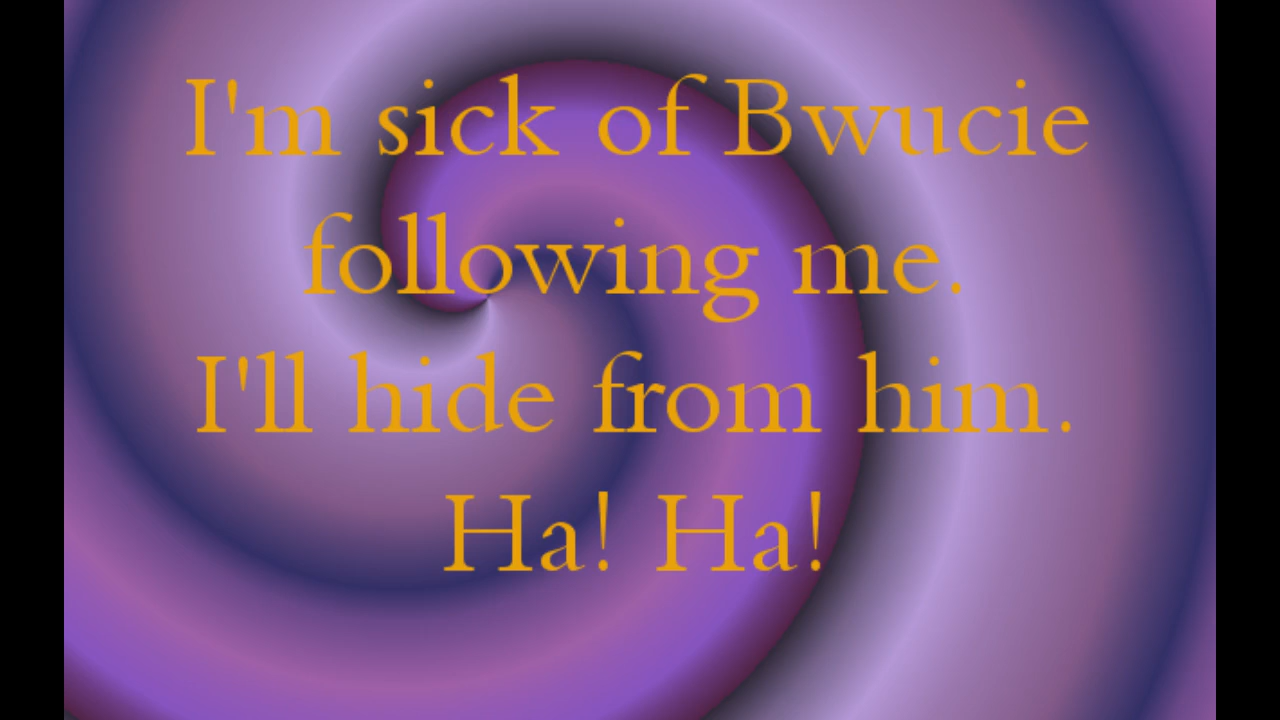 I'm sick of Bwucie
following me.
I'll hide from him.
Ha! Ha!